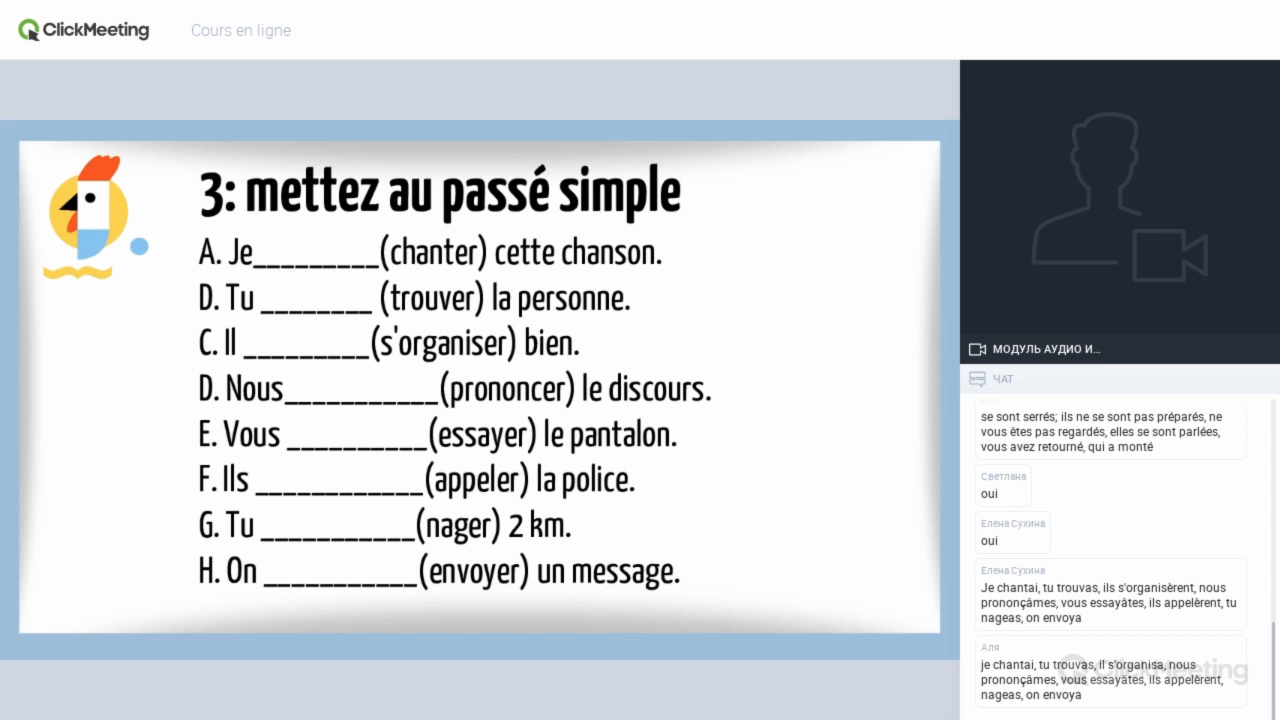 ClickMeeting
Cours en ligne
3: mettez au passé simple
A. Je_________(chanter) cette chanson.
D. Tu ________ (trouver) la personne.
C. Il _________(s'organiser) bien.
D. Nous___________(prononcer) le discours.
E. Vous __________(essayer) le pantalon.
F. Ils ____________(appeler) la police.
G. Tu ___________(nager) 2 km.
H. On ___________(envoyer) un message.
МОДУЛЬ АУДИО И...
ЧАТ
se sont serrés; ils ne se sont pas préparés, ne
vous êtes pas regardés, elles se sont parlées,
vous avez retourné, qui a monté
Светлана
oui
Елена Сухина
oui
Елена Сухина
Je chantai, tu trouvas, ils s'organisèrent, nous
prononçâmes, vous essayâtes, ils appelèrent, tu
nageas, on envoya
Аля
je chantai, tu trouvas, il s'organisa, nous
prononçâmes, vous essayâtes, ils appelèrent,
nageas, on envoya
ClickMeeting